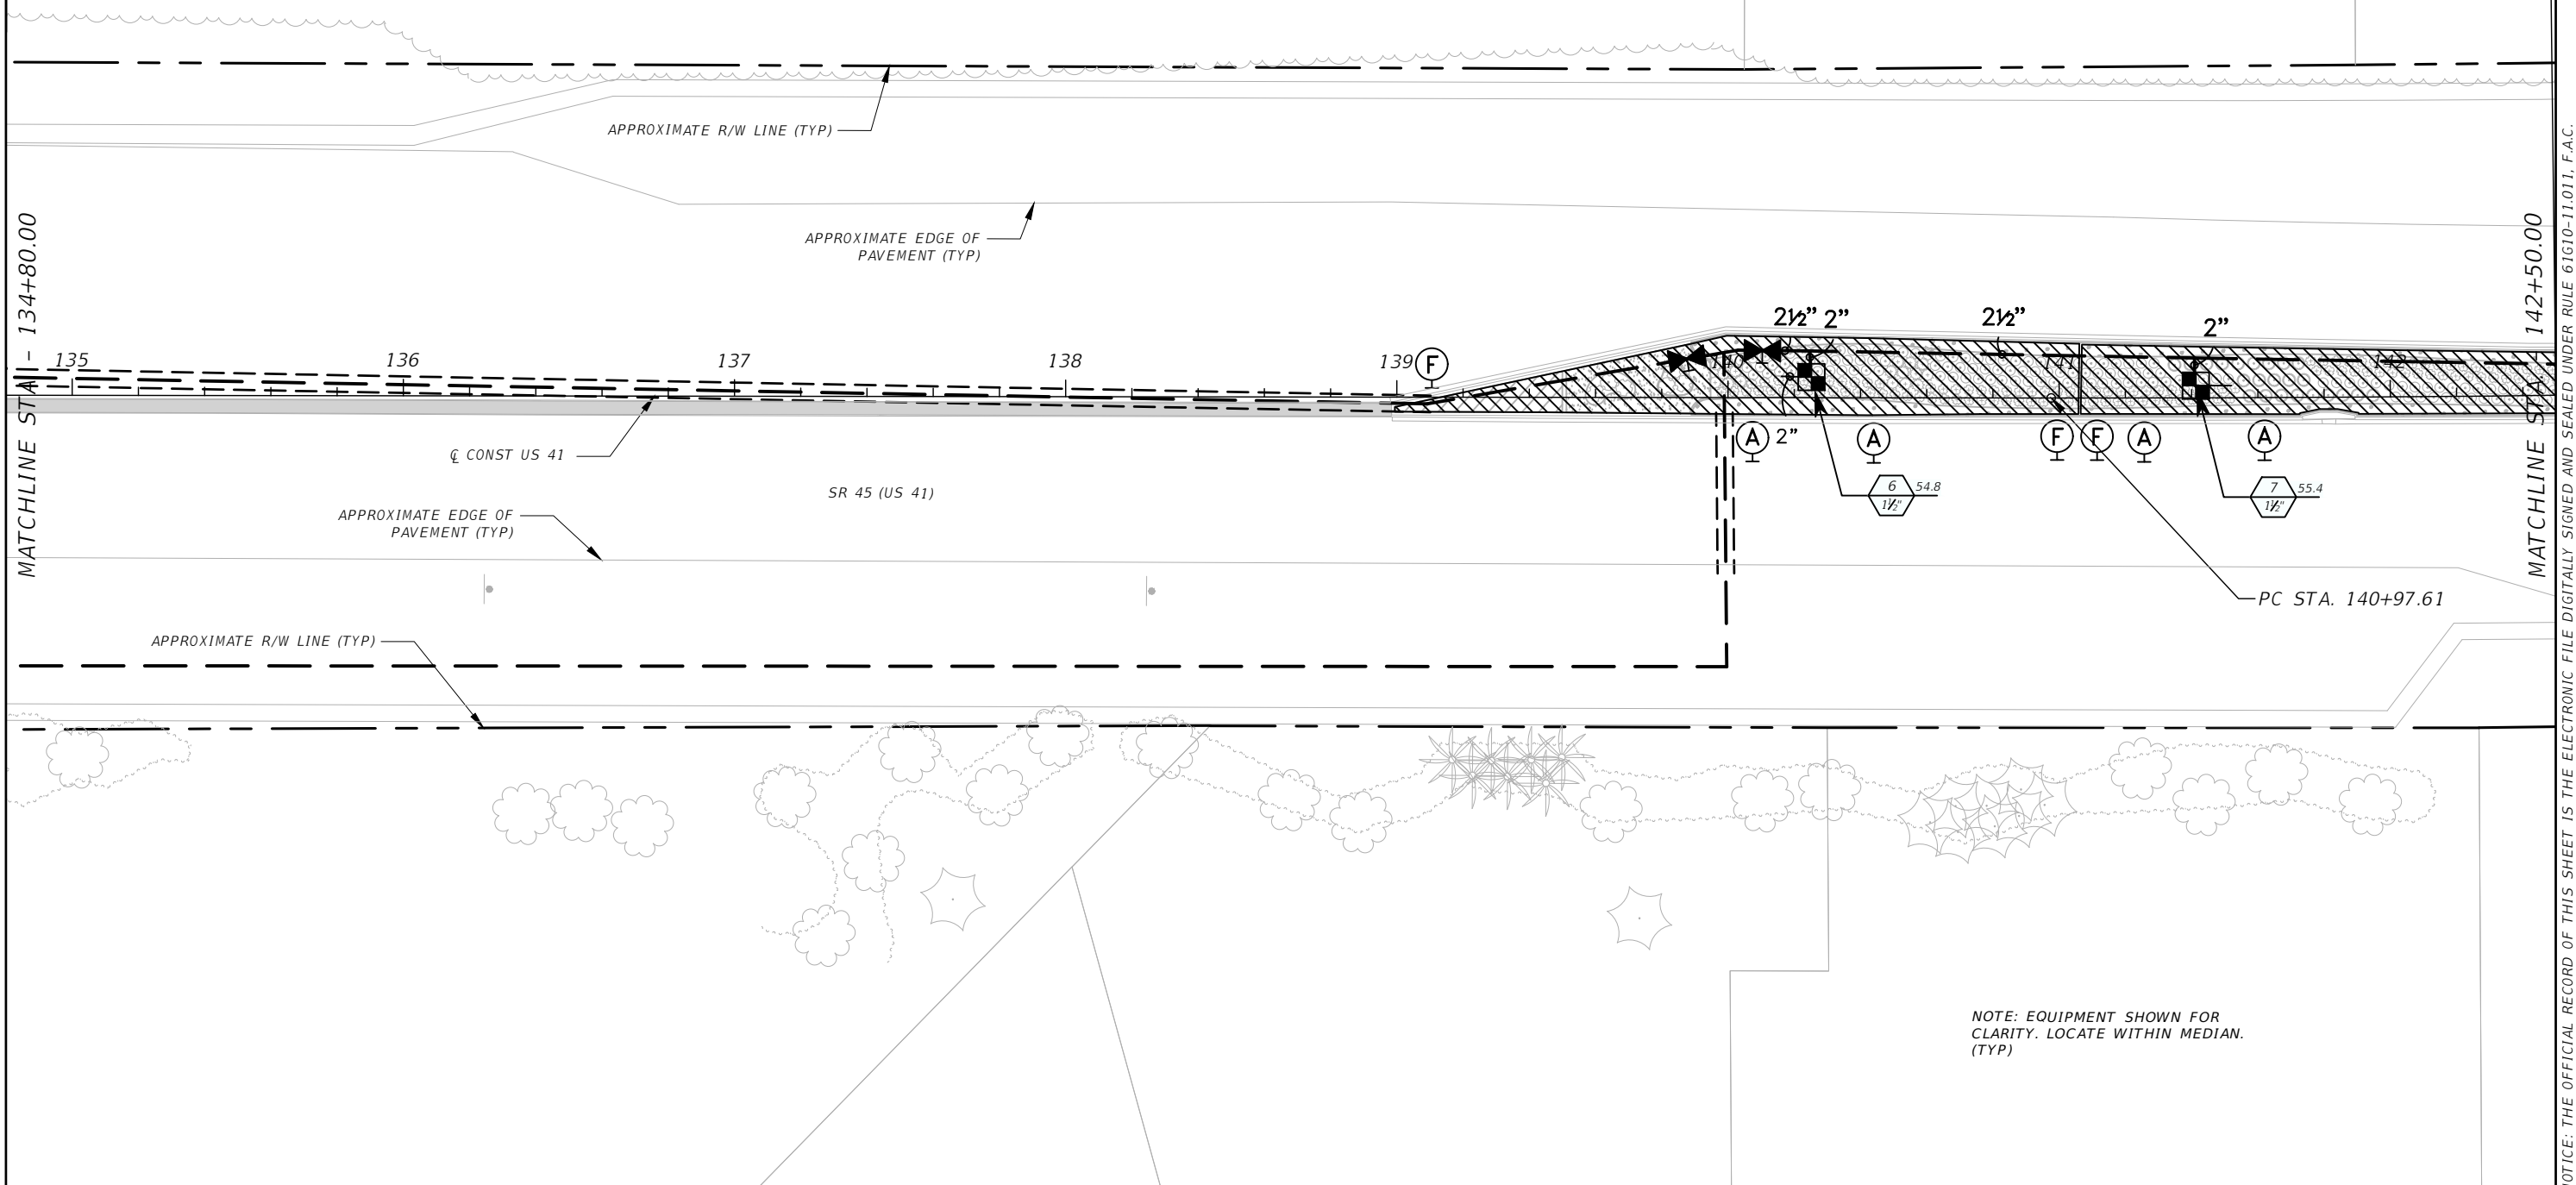 APPROXIMATE R/W LINE (TYP)
APPROXIMATE EDGE OF
PAVEMENT (TYP)
MATCHLINE STA - 134+80.00
135
136
137
138
139
F
140
141
142
2½”
2”
2½”
2”
MATCHLINE STA - 142+50.00
℄ CONST US 41
SR 45 (US 41)
APPROXIMATE EDGE OF
PAVEMENT (TYP)
A
2”
A
F
F
A
A
6
1½"
54.8
7
1½"
55.4
PC STA. 140+97.61
APPROXIMATE R/W LINE (TYP)
NOTE: EQUIPMENT SHOWN FOR
CLARITY. LOCATE WITHIN MEDIAN.
(TYP)
NOTICE: THE OFFICIAL RECORD OF THIS SHEET IS THE ELECTRONIC FILE DIGITALLY SIGNED AND SEALED UNDER RULE 61G10-11.011, F.A.C.